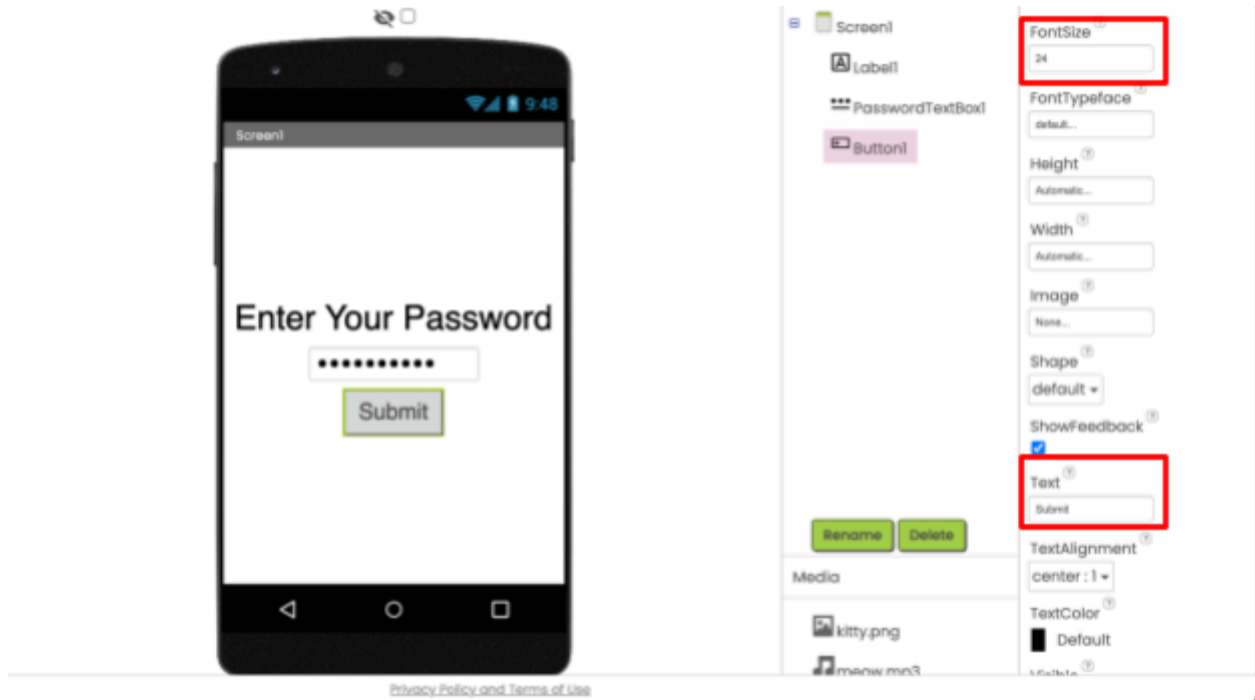 9:48
Screen1
Enter Your Password
••••••••••
Submit
Screen1
Label1
PasswordTextBox1
Button1
Rename
Delete
Media
kitty.png
meow.mp3
FontSize
24
FontTypeface
default...
Height
Automatic...
Width
Automatic...
Image
None...
Shape
default
ShowFeedback
Text
Submit
TextAlignment
center : 1
TextColor
Default
Visible
Privacy Policy and Terms of Use